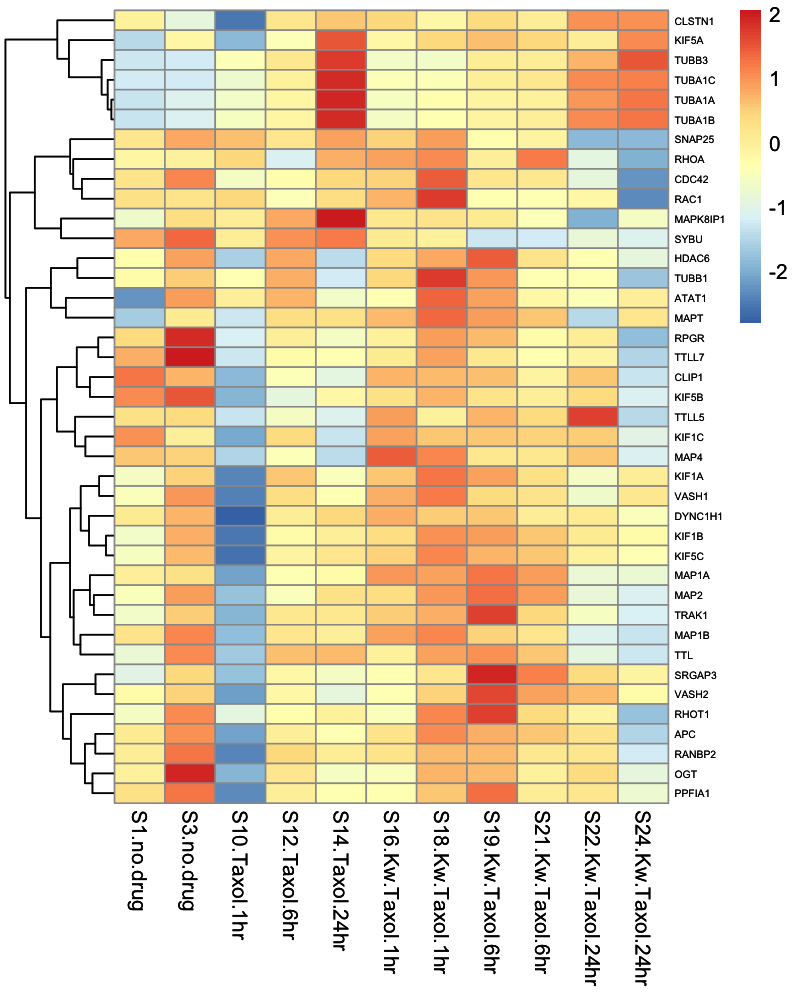 CLSTN1
KIF5A
TUBB3
TUBA1C
TUBA1A
TUBA1B
SNAP25
RHOA
CDC42
RAC1
MAPK8IP1
SYBU
HDAC6
TUBB1
ATAT1
MAPT
RPGR
TTLL7
CLIP1
KIF5B
TTLL5
KIF1C
MAP4
KIF1A
VASH1
DYNC1H1
KIF1B
KIF5C
MAP1A
MAP2
TRAK1
MAP1B
TTL
SRGAP3
VASH2
RHOT1
APC
RANBP2
OGT
PPFIA1
2
1
0
-1
-2
S1.no.drug
S3.no.drug
S10.Taxol.1hr
S12.Taxol.6hr
S14.Taxol.24hr
S16.Kw.Taxol.1hr
S18.Kw.Taxol.1hr
S19.Kw.Taxol.6hr
S21.Kw.Taxol.6hr
S22.Kw.Taxol.24hr
S24.Kw.Taxol.24hr